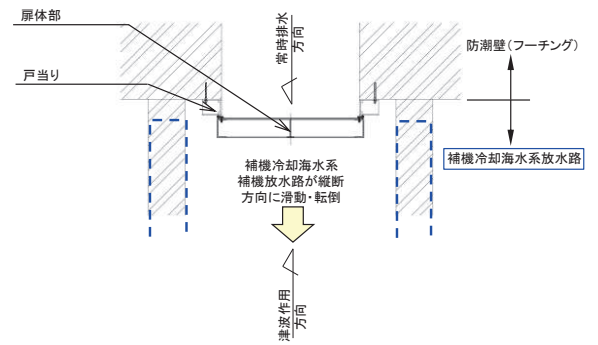 扉体部
戸当り
常時排水
方向
防潮壁（フーチング）
補機冷却海水系放水路
補機冷却海水系
補機放水路が縦断
方向に滑動・転倒
津波作用
方向